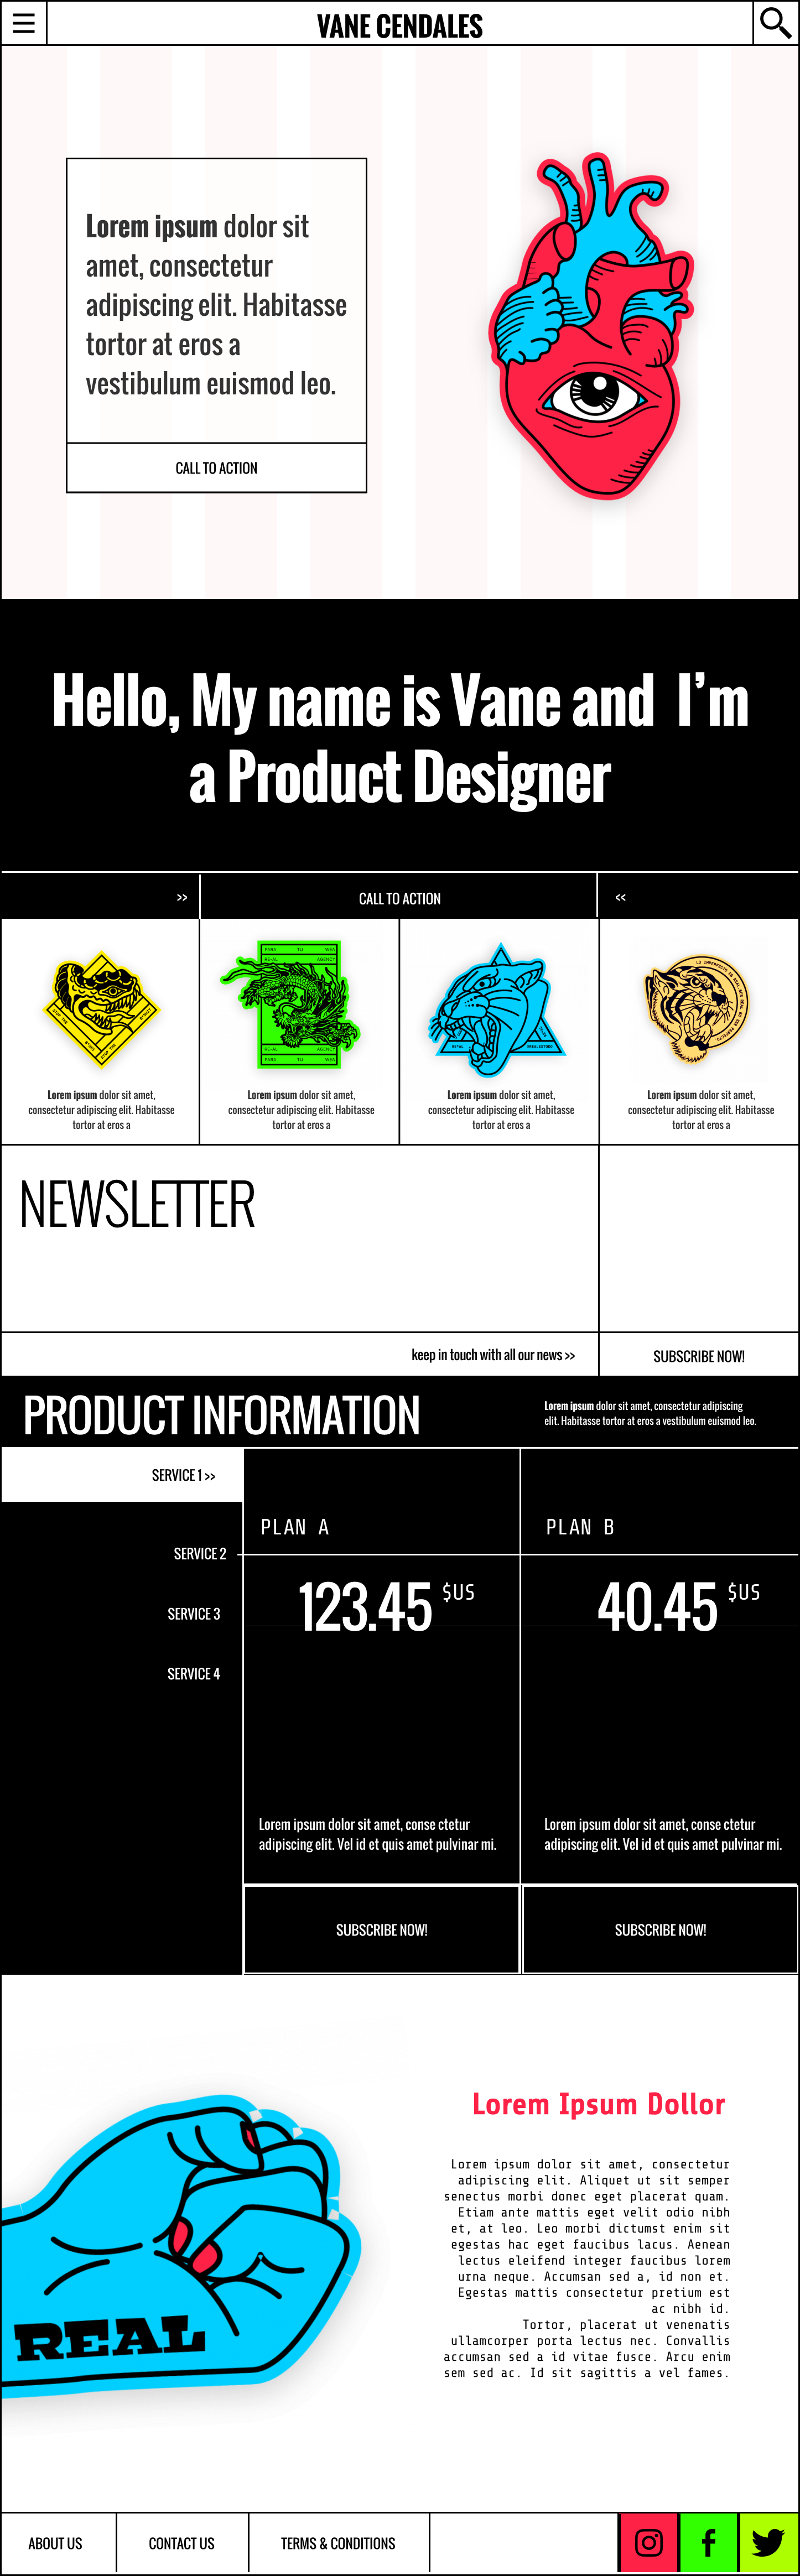 VANE CENDALES
Lorem ipsum dolor sit
amet, consectetur
adipiscing elit. Habitasse
tortor at eros a
vestibulum euismod leo.
CALL TO ACTION
Hello, My name is Vane and I’m
a Product Designer
>>
CALL TO ACTION
<<
PARA TU WEA
RE-AL AGENCY
RE-AL AGENCY
PARA TU WEA
Lorem ipsum dolor sit amet,
consectetur adipiscing elit. Habitasse
tortor at eros a
Lorem ipsum dolor sit amet,
consectetur adipiscing elit. Habitasse
tortor at eros a
Lorem ipsum dolor sit amet,
consectetur adipiscing elit. Habitasse
tortor at eros a
Lorem ipsum dolor sit amet,
consectetur adipiscing elit. Habitasse
tortor at eros a
NEWSLETTER
keep in touch with all our news >>
SUBSCRIBE NOW!
PRODUCT INFORMATION
Lorem ipsum dolor sit amet, consectetur adipiscing
elit. Habitasse tortor at eros a vestibulum euismod leo.
SERVICE 1 >>
SERVICE 2
SERVICE 3
SERVICE 4
PLAN A
123.45 $US
Lorem ipsum dolor sit amet, conse ctetur
adipiscing elit. Vel id et quis amet pulvinar mi.
SUBSCRIBE NOW!
PLAN B
40.45 $US
Lorem ipsum dolor sit amet, conse ctetur
adipiscing elit. Vel id et quis amet pulvinar mi.
SUBSCRIBE NOW!
REAL
Lorem Ipsum Dollor
Lorem ipsum dolor sit amet, consectetur
adipiscing elit. Aliquet ut sit semper
senectus morbi donec eget placerat quam.
Etiam ante mattis eget velit odio nibh
et, at leo. Leo morbi dictumst enim sit
egestas hac eget faucibus lacus. Aenean
lectus eleifend integer faucibus lorem
urna neque. Accumsan sed a, id non et.
Egestas mattis consectetur pretium est
ac nibh id.
Tortor, placerat ut venenatis
ullamcorper porta lectus nec. Convallis
accumsan sed a id vitae fusce. Arcu enim
sem sed ac. Id sit sagittis a vel fames.
ABOUT US
CONTACT US
TERMS & CONDITIONS